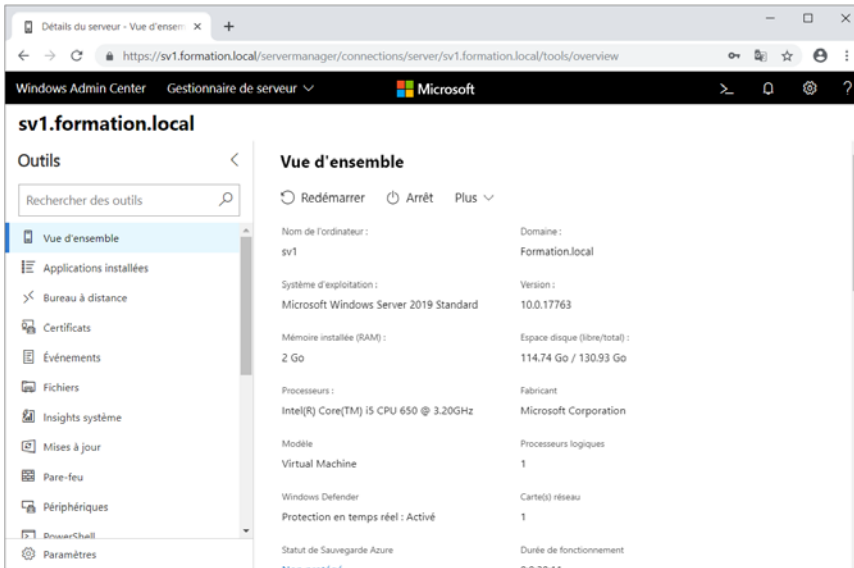 Détails du serveur - Vue d'ensem
https://sv1.formation.local/servermanager/connections/server/sv1.formation.local/tools/overview
Windows Admin Center Gestionnaire de serveur Microsoft
sv1.formation.local
Outils
Rechercher des outils
Vue d'ensemble
Applications installées
Bureau à distance
Certificats
Événements
Fichiers
Insights système
Mises à jour
Pare-feu
Périphériques
PowerShell
Paramètres
Vue d'ensemble
Redémarrer Arrêt Plus
Nom de l'ordinateur : Domaine :
sv1 Formation.local
Système d'exploitation : Version :
Microsoft Windows Server 2019 Standard 10.0.17763
Mémoire installée (RAM) : Espace disque (libre/total) :
2 Go 114.74 Go / 130.93 Go
Processeurs : Fabricant
Intel(R) Core(TM) i5 CPU 650 @ 3.20GHz Microsoft Corporation
Modèle Processeurs logiques
Virtual Machine 1
Windows Defender Carte(s) réseau
Protection en temps réel : Activé 1
Statut de Sauvegarde Azure Durée de fonctionnement